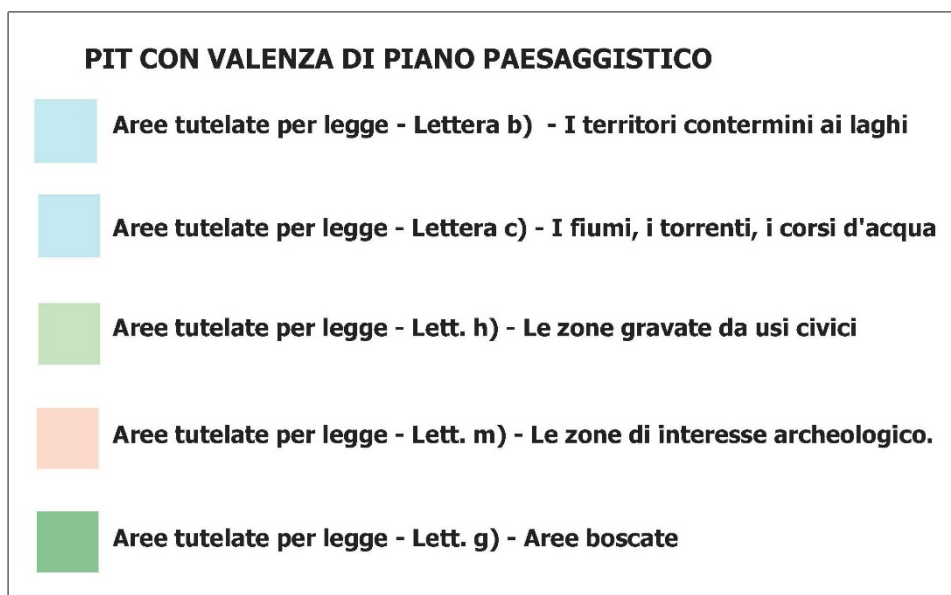 PIT CON VALENZA DI PIANO PAESAGGISTICO
Aree tutelate per legge - Lettera b) - I territori contermini ai laghi
Aree tutelate per legge - Lettera c) - I fiumi, i torrenti, i corsi d'acqua
Aree tutelate per legge - Lett. h) - Le zone gravate da usi civici
Aree tutelate per legge - Lett. m) - Le zone di interesse archeologico.
Aree tutelate per legge - Lett. g) - Aree boscate